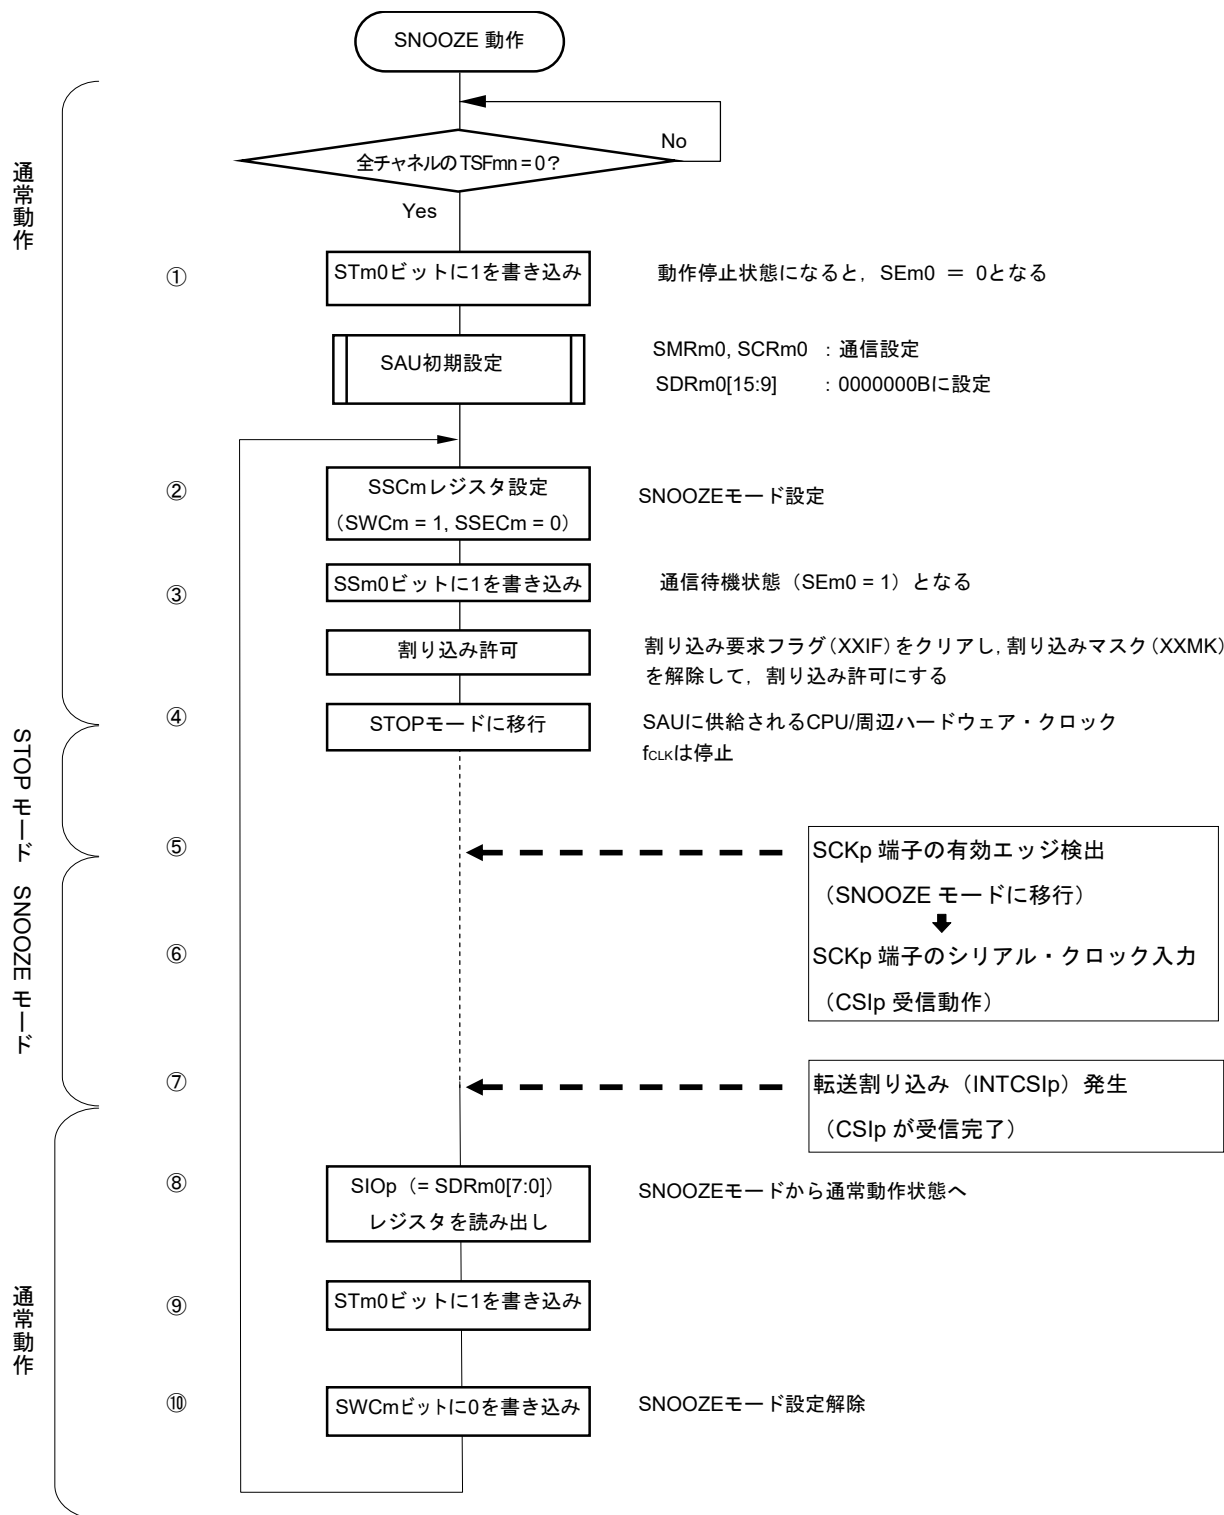 SNOOZE 動作
No
全チャネルの TSFmn = 0？
Yes
通常動作
①
STm0ビットに1を書き込み
動作停止状態になると，SEm0 ＝ 0となる
SAU初期設定
SMRm0, SCRm0 ：通信設定
SDRm0[15:9] ：0000000Bに設定
②
SSCmレジスタ設定
（SWCm = 1, SSECm = 0）
SNOOZEモード設定
③
SSm0ビットに1を書き込み
通信待機状態（SEm0 = 1）となる
割り込み許可
割り込み要求フラグ（XXIF）をクリアし, 割り込みマスク（XXMK）
を解除して，割り込み許可にする
④
STOPモードに移行
SAUに供給されるCPU/周辺ハードウェア・クロック
fCLKは停止
STOP モード
⑤
SCKp 端子の有効エッジ検出
（SNOOZE モードに移行）
SNOOZE モード
⑥
SCKp 端子のシリアル・クロック入力
（CSIp 受信動作）
⑦
転送割り込み（INTCSIp）発生
（CSIp が受信完了）
⑧
SIOp（= SDRm0[7:0]）
レジスタを読み出し
SNOOZEモードから通常動作状態へ
通常動作
⑨
STm0ビットに1を書き込み
⑩
SWCmビットに0を書き込み
SNOOZEモード設定解除